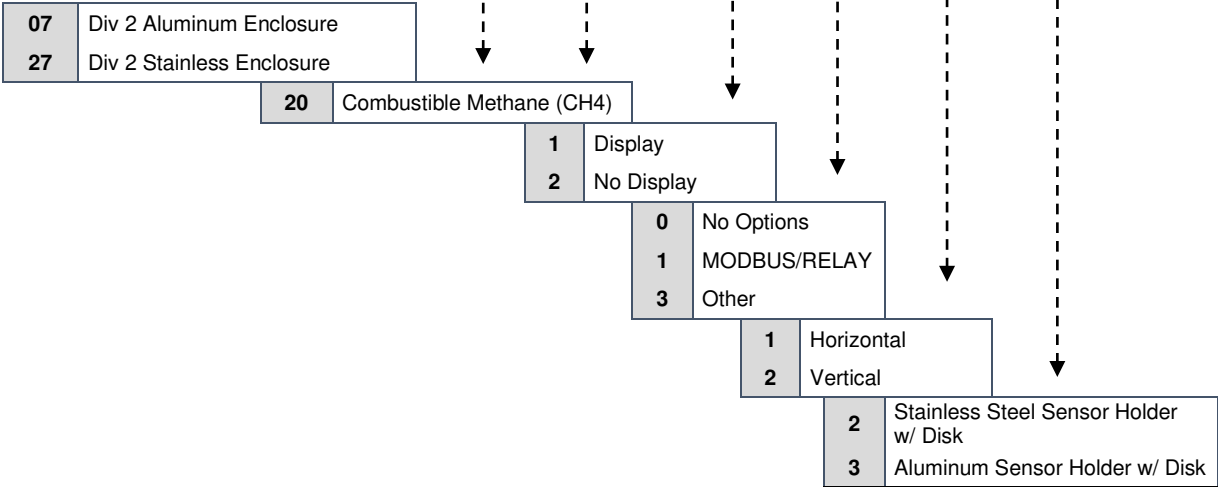 07 Div 2 Aluminum Enclosure
27 Div 2 Stainless Enclosure
20 Combustible Methane (CH4)
1 Display
2 No Display
0 No Options
1 MODBUS/RELAY
3 Other
1 Horizontal
2 Vertical
2 Stainless Steel Sensor Holder
w/ Disk
3 Aluminum Sensor Holder w/ Disk